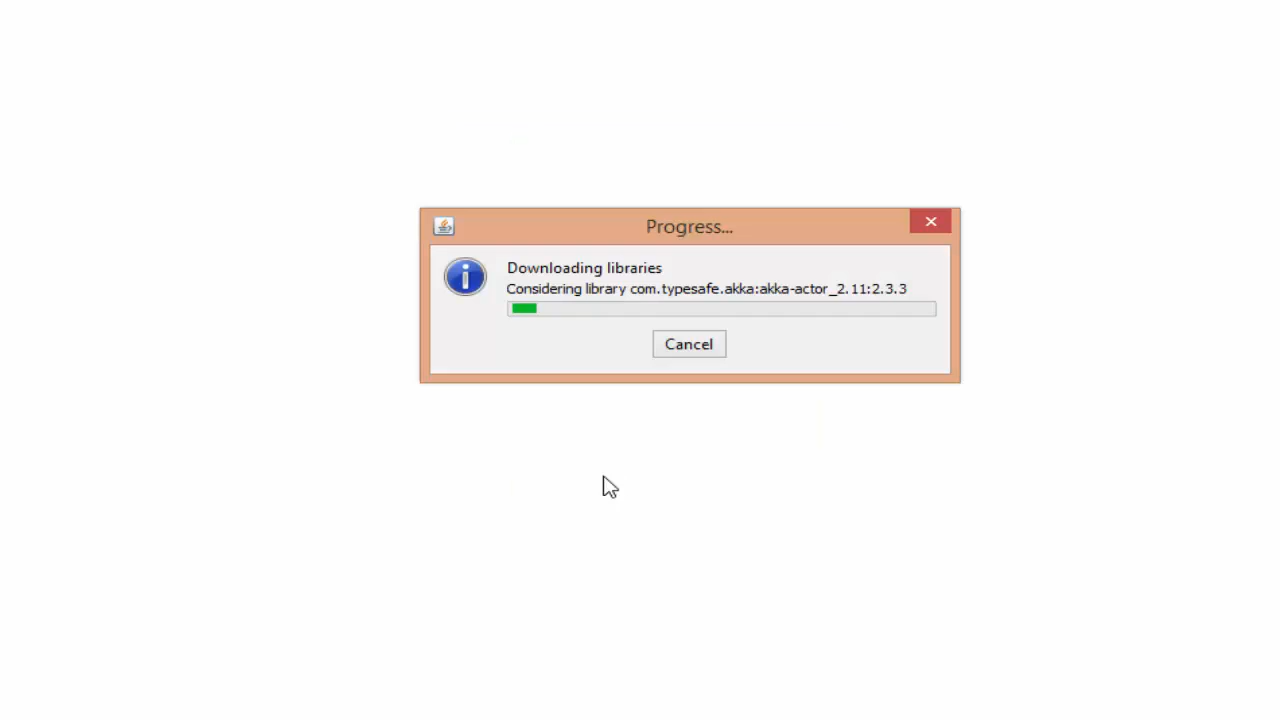 Progress...
Downloading libraries
Considering library com.typesafe.akka:akka-actor_2.11:2.3.3
Cancel